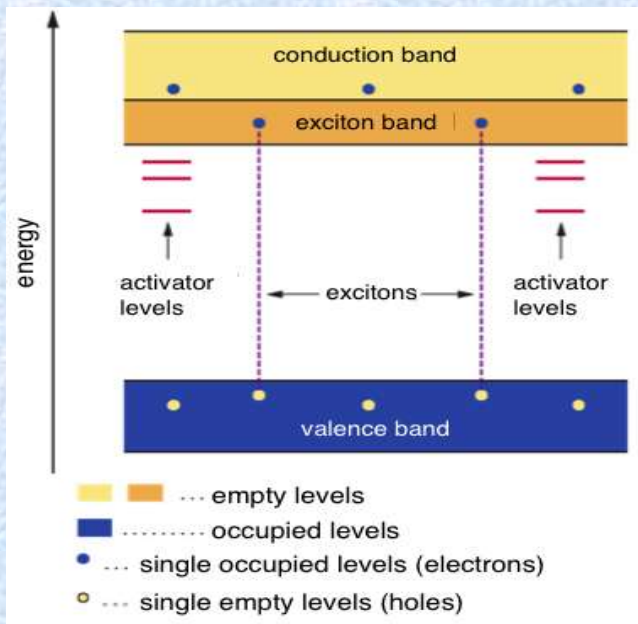 conduction band
exciton band
energy
activator
levels
excitons
activator
levels
valence band
... empty levels
......... occupied levels
... single occupied levels (electrons)
... single empty levels (holes)